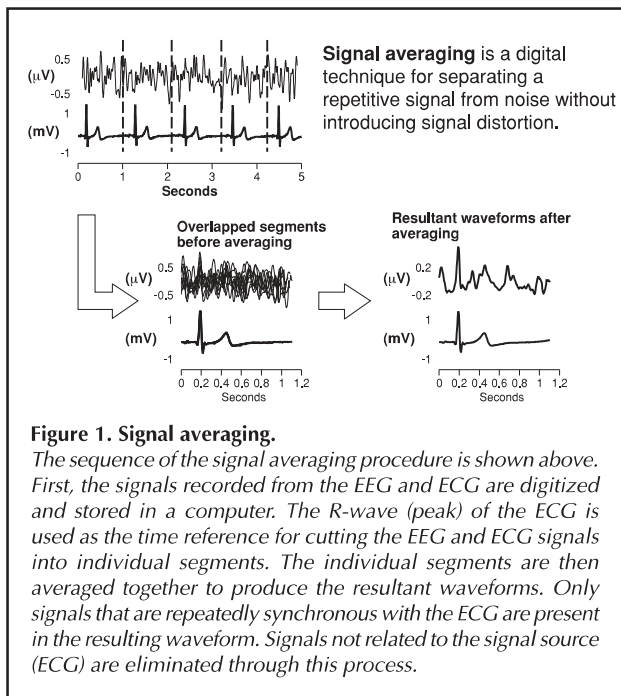 Signal averaging is a digital
technique for separating a
repetitive signal from noise without
introducing signal distortion.
0.5
(μV)
-0.5
1
(mV)
-1
0 1 2 3 4 5
Seconds
Overlapped segments
before averaging
0.5
(μV)
-0.5
1
(mV)
-1
0 0.2 0.4 0.6 0.8 1 1.2
Seconds
Resultant waveforms after
averaging
0.2
(μV)
-0.2
1
(mV)
-1
0 0.2 0.4 0.6 0.8 1 1.2
Seconds
Figure 1. Signal averaging.
The sequence of the signal averaging procedure is shown above.
First, the signals recorded from the EEG and ECG are digitized
and stored in a computer. The R-wave (peak) of the ECG is
used as the time reference for cutting the EEG and ECG signals
into individual segments. The individual segments are then
averaged together to produce the resultant waveforms. Only
signals that are repeatedly synchronous with the ECG are present
in the resulting waveform. Signals not related to the signal source
(ECG) are eliminated through this process.